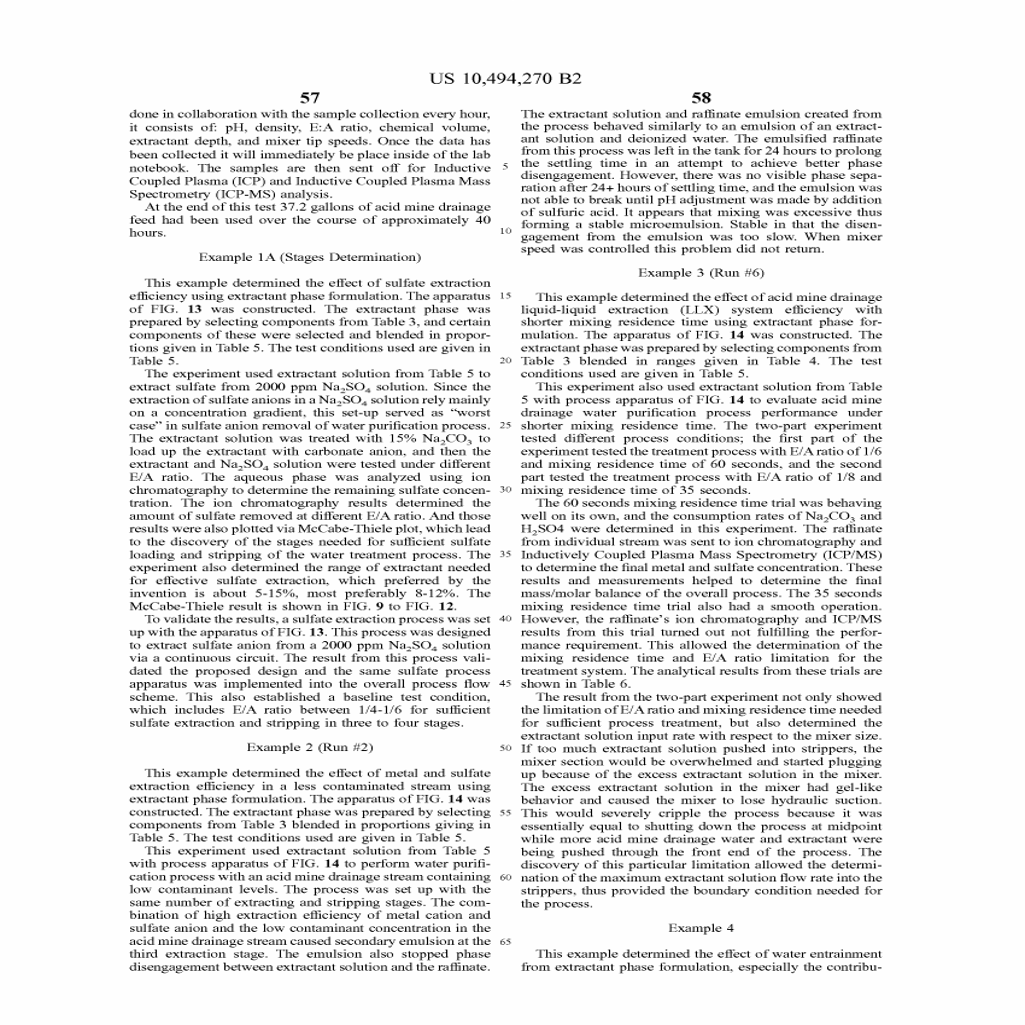 US 10,494,270 B2
57
done in collaboration with the sample collection every hour,
it consists of: pH, density, E:A ratio, chemical volume,
extractant depth, and mixer tip speeds. Once the data has
been collected it will immediately be place inside of the lab
notebook. The samples are then sent off for Inductive
Coupled Plasma (ICP) and Inductive Coupled Plasma Mass
Spectrometry (ICP-MS) analysis.
At the end of this test 37.2 gallons of acid mine drainage
feed had been used over the course of approximately 40
hours.
Example 1A (Stages Determination)
This example determined the effect of sulfate extraction
efficiency using extractant phase formulation. The apparatus
of FIG. 13 was constructed. The extractant phase was
prepared by selecting components from Table 3, and certain
components of these were selected and blended in propor-
tions given in Table 5. The test conditions used are given in
Table 5.
The experiment used extractant solution from Table 5 to
extract sulfate from 2000 ppm Na₂SO₄ solution. Since the
extraction of sulfate anions in a Na₂SO₄ solution rely mainly
on a concentration gradient, this set-up served as “worst
case” in sulfate anion removal of water purification process.
The extractant solution was treated with 15% Na₂CO₃ to
load up the extractant with carbonate anion, and then the
extractant and Na₂SO₄ solution were tested under different
E/A ratio. The aqueous phase was analyzed using ion
chromatography to determine the remaining sulfate concen-
tration. The ion chromatography results determined the
amount of sulfate removed at different E/A ratio. And those
results were also plotted via McCabe-Thiele plot, which lead
to the discovery of the stages needed for sufficient sulfate
loading and stripping of the water treatment process. The
experiment also determined the range of extractant needed
for effective sulfate extraction, which preferred by the
invention is about 5-15%, most preferably 8-12%. The
McCabe-Thiele result is shown in FIG. 9 to FIG. 12.
To validate the results, a sulfate extraction process was set
up with the apparatus of FIG. 13. This process was designed
to extract sulfate anion from a 2000 ppm Na₂SO₄ solution
via a continuous circuit. The result from this process vali-
dated the proposed design and the same sulfate process
apparatus was implemented into the overall process flow
scheme. This also established a baseline test condition,
which includes E/A ratio between 1/4-1/6 for sufficient
sulfate extraction and stripping in three to four stages.
Example 2 (Run #2)
This example determined the effect of metal and sulfate
extraction efficiency in a less contaminated stream using
extractant phase formulation. The apparatus of FIG. 14 was
constructed. The extractant phase was prepared by selecting
components from Table 3 blended in proportions giving in
Table 5. The test conditions used are given in Table 5.
This experiment used extractant solution from Table 5
with process apparatus of FIG. 14 to perform water purifi-
cation process with an acid mine drainage stream containing
low contaminant levels. The process was set up with the
same number of extracting and stripping stages. The com-
bination of high extraction efficiency of metal cation and
sulfate anion and the low contaminant concentration in the
acid mine drainage stream caused secondary emulsion at the
third extraction stage. The emulsion also stopped phase
disengagement between extractant solution and the raffinate.
5
10
15
20
25
30
35
40
45
50
55
60
65
58
The extractant solution and raffinate emulsion created from
the process behaved similarly to an emulsion of an extract-
ant solution and deionized water. The emulsified raffinate
from this process was left in the tank for 24 hours to prolong
the settling time in an attempt to achieve better phase
disengagement. However, there was no visible phase sepa-
ration after 24+ hours of settling time, and the emulsion was
not able to break until pH adjustment was made by addition
of sulfuric acid. It appears that mixing was excessive thus
forming a stable microemulsion. Stable in that the disen-
gagement from the emulsion was too slow. When mixer
speed was controlled this problem did not return.
Example 3 (Run #6)
This example determined the effect of acid mine drainage
liquid-liquid extraction (LLX) system efficiency with
shorter mixing residence time using extractant phase for-
mulation. The apparatus of FIG. 14 was constructed. The
extractant phase was prepared by selecting components from
Table 3 blended in ranges given in Table 4. The test
conditions used are given in Table 5.
This experiment also used extractant solution from Table
5 with process apparatus of FIG. 14 to evaluate acid mine
drainage water purification process performance under
shorter mixing residence time. The two-part experiment
tested different process conditions; the first part of the
experiment tested the treatment process with E/A ratio of 1/6
and mixing residence time of 60 seconds, and the second
part tested the treatment process with E/A ratio of 1/8 and
mixing residence time of 35 seconds.
The 60 seconds mixing residence time trial was behaving
well on its own, and the consumption rates of Na₂CO₃ and
H₂SO4 were determined in this experiment. The raffinate
from individual stream was sent to ion chromatography and
Inductively Coupled Plasma Mass Spectrometry (ICP/MS)
to determine the final metal and sulfate concentration. These
results and measurements helped to determine the final
mass/molar balance of the overall process. The 35 seconds
mixing residence time trial also had a smooth operation.
However, the raffinate’s ion chromatography and ICP/MS
results from this trial turned out not fulfilling the perfor-
mance requirement. This allowed the determination of the
mixing residence time and E/A ratio limitation for the
treatment system. The analytical results from these trials are
shown in Table 6.
The result from the two-part experiment not only showed
the limitation of E/A ratio and mixing residence time needed
for sufficient process treatment, but also determined the
extractant solution input rate with respect to the mixer size.
If too much extractant solution pushed into strippers, the
mixer section would be overwhelmed and started plugging
up because of the excess extractant solution in the mixer.
The excess extractant solution in the mixer had gel-like
behavior and caused the mixer to lose hydraulic suction.
This would severely cripple the process because it was
essentially equal to shutting down the process at midpoint
while more acid mine drainage water and extractant were
being pushed through the front end of the process. The
discovery of this particular limitation allowed the determi-
nation of the maximum extractant solution flow rate into the
strippers, thus provided the boundary condition needed for
the process.
Example 4
This example determined the effect of water entrainment
from extractant phase formulation, especially the contribu-